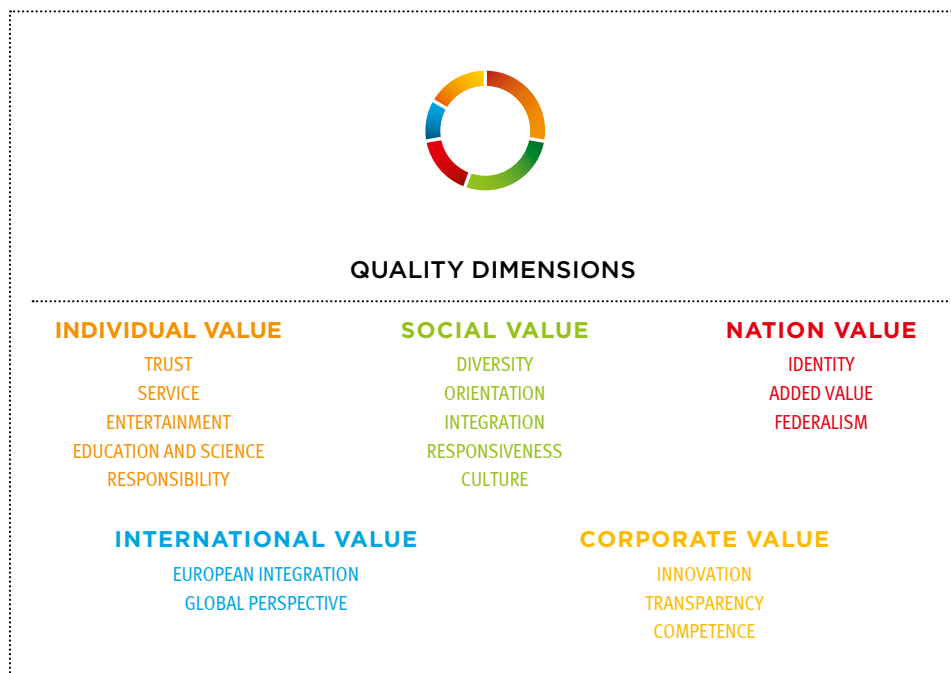 QUALITY DIMENSIONS
INDIVIDUAL VALUE
TRUST
SERVICE
ENTERTAINMENT
EDUCATION AND SCIENCE
RESPONSIBILITY
SOCIAL VALUE
DIVERSITY
ORIENTATION
INTEGRATION
RESPONSIVENESS
CULTURE
NATION VALUE
IDENTITY
ADDED VALUE
FEDERALISM
INTERNATIONAL VALUE
EUROPEAN INTEGRATION
GLOBAL PERSPECTIVE
CORPORATE VALUE
INNOVATION
TRANSPARENCY
COMPETENCE